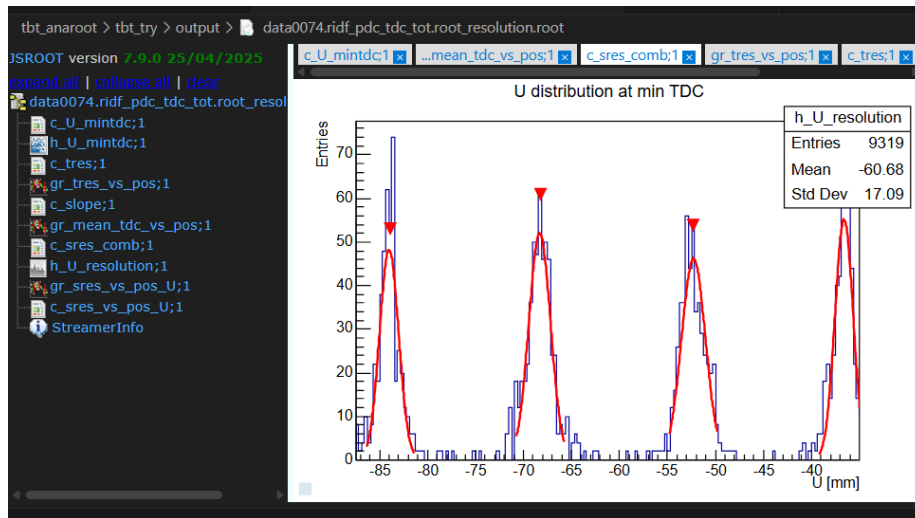 tbt_anaroot > tbt_try > output > data0074.ridf_pdc_tdc_tot.root_resolution.root
JSROOT version 7.9.0 25/04/2025
expand all | collapse all | clear
data0074.ridf_pdc_tdc_tot.root_resol
c_U_mintdc;1
h_U_mintdc;1
c_tres;1
gr_tres_vs_pos;1
c_slope;1
gr_mean_tdc_vs_pos;1
c_sres_comb;1
h_U_resolution;1
gr_sres_vs_pos_U;1
c_sres_vs_pos_U;1
StreamerInfo
c_U_mintdc;1 x ...mean_tdc_vs_pos;1 x c_sres_comb;1 x gr_tres_vs_pos;1 x c_tres;1 x
U distribution at min TDC
h_U_resolution
Entries 9319
Mean -60.68
Std Dev 17.09
Entries
70
60
50
40
30
20
10
0
-85 -80 -75 -70 -65 -60 -55 -50 -45 -40
U [mm]